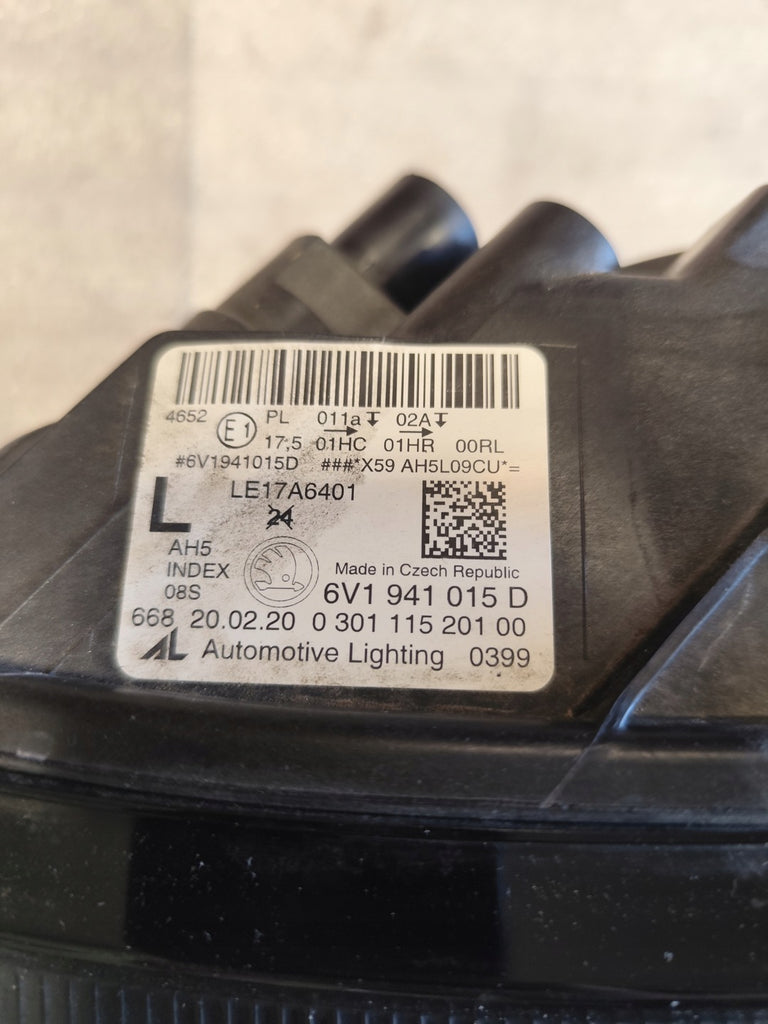 4652 E1 PL 011a 02A
17,5 01HC 01HR 00RL
#6V1941015D ###*X59 AH5L09CU*=
L LE17A6401
24
AH5
INDEX Made in Czech Republic
08S 6V1 941 015 D
668 20.02.20 0 301 115 201 00
AL Automotive Lighting 0399